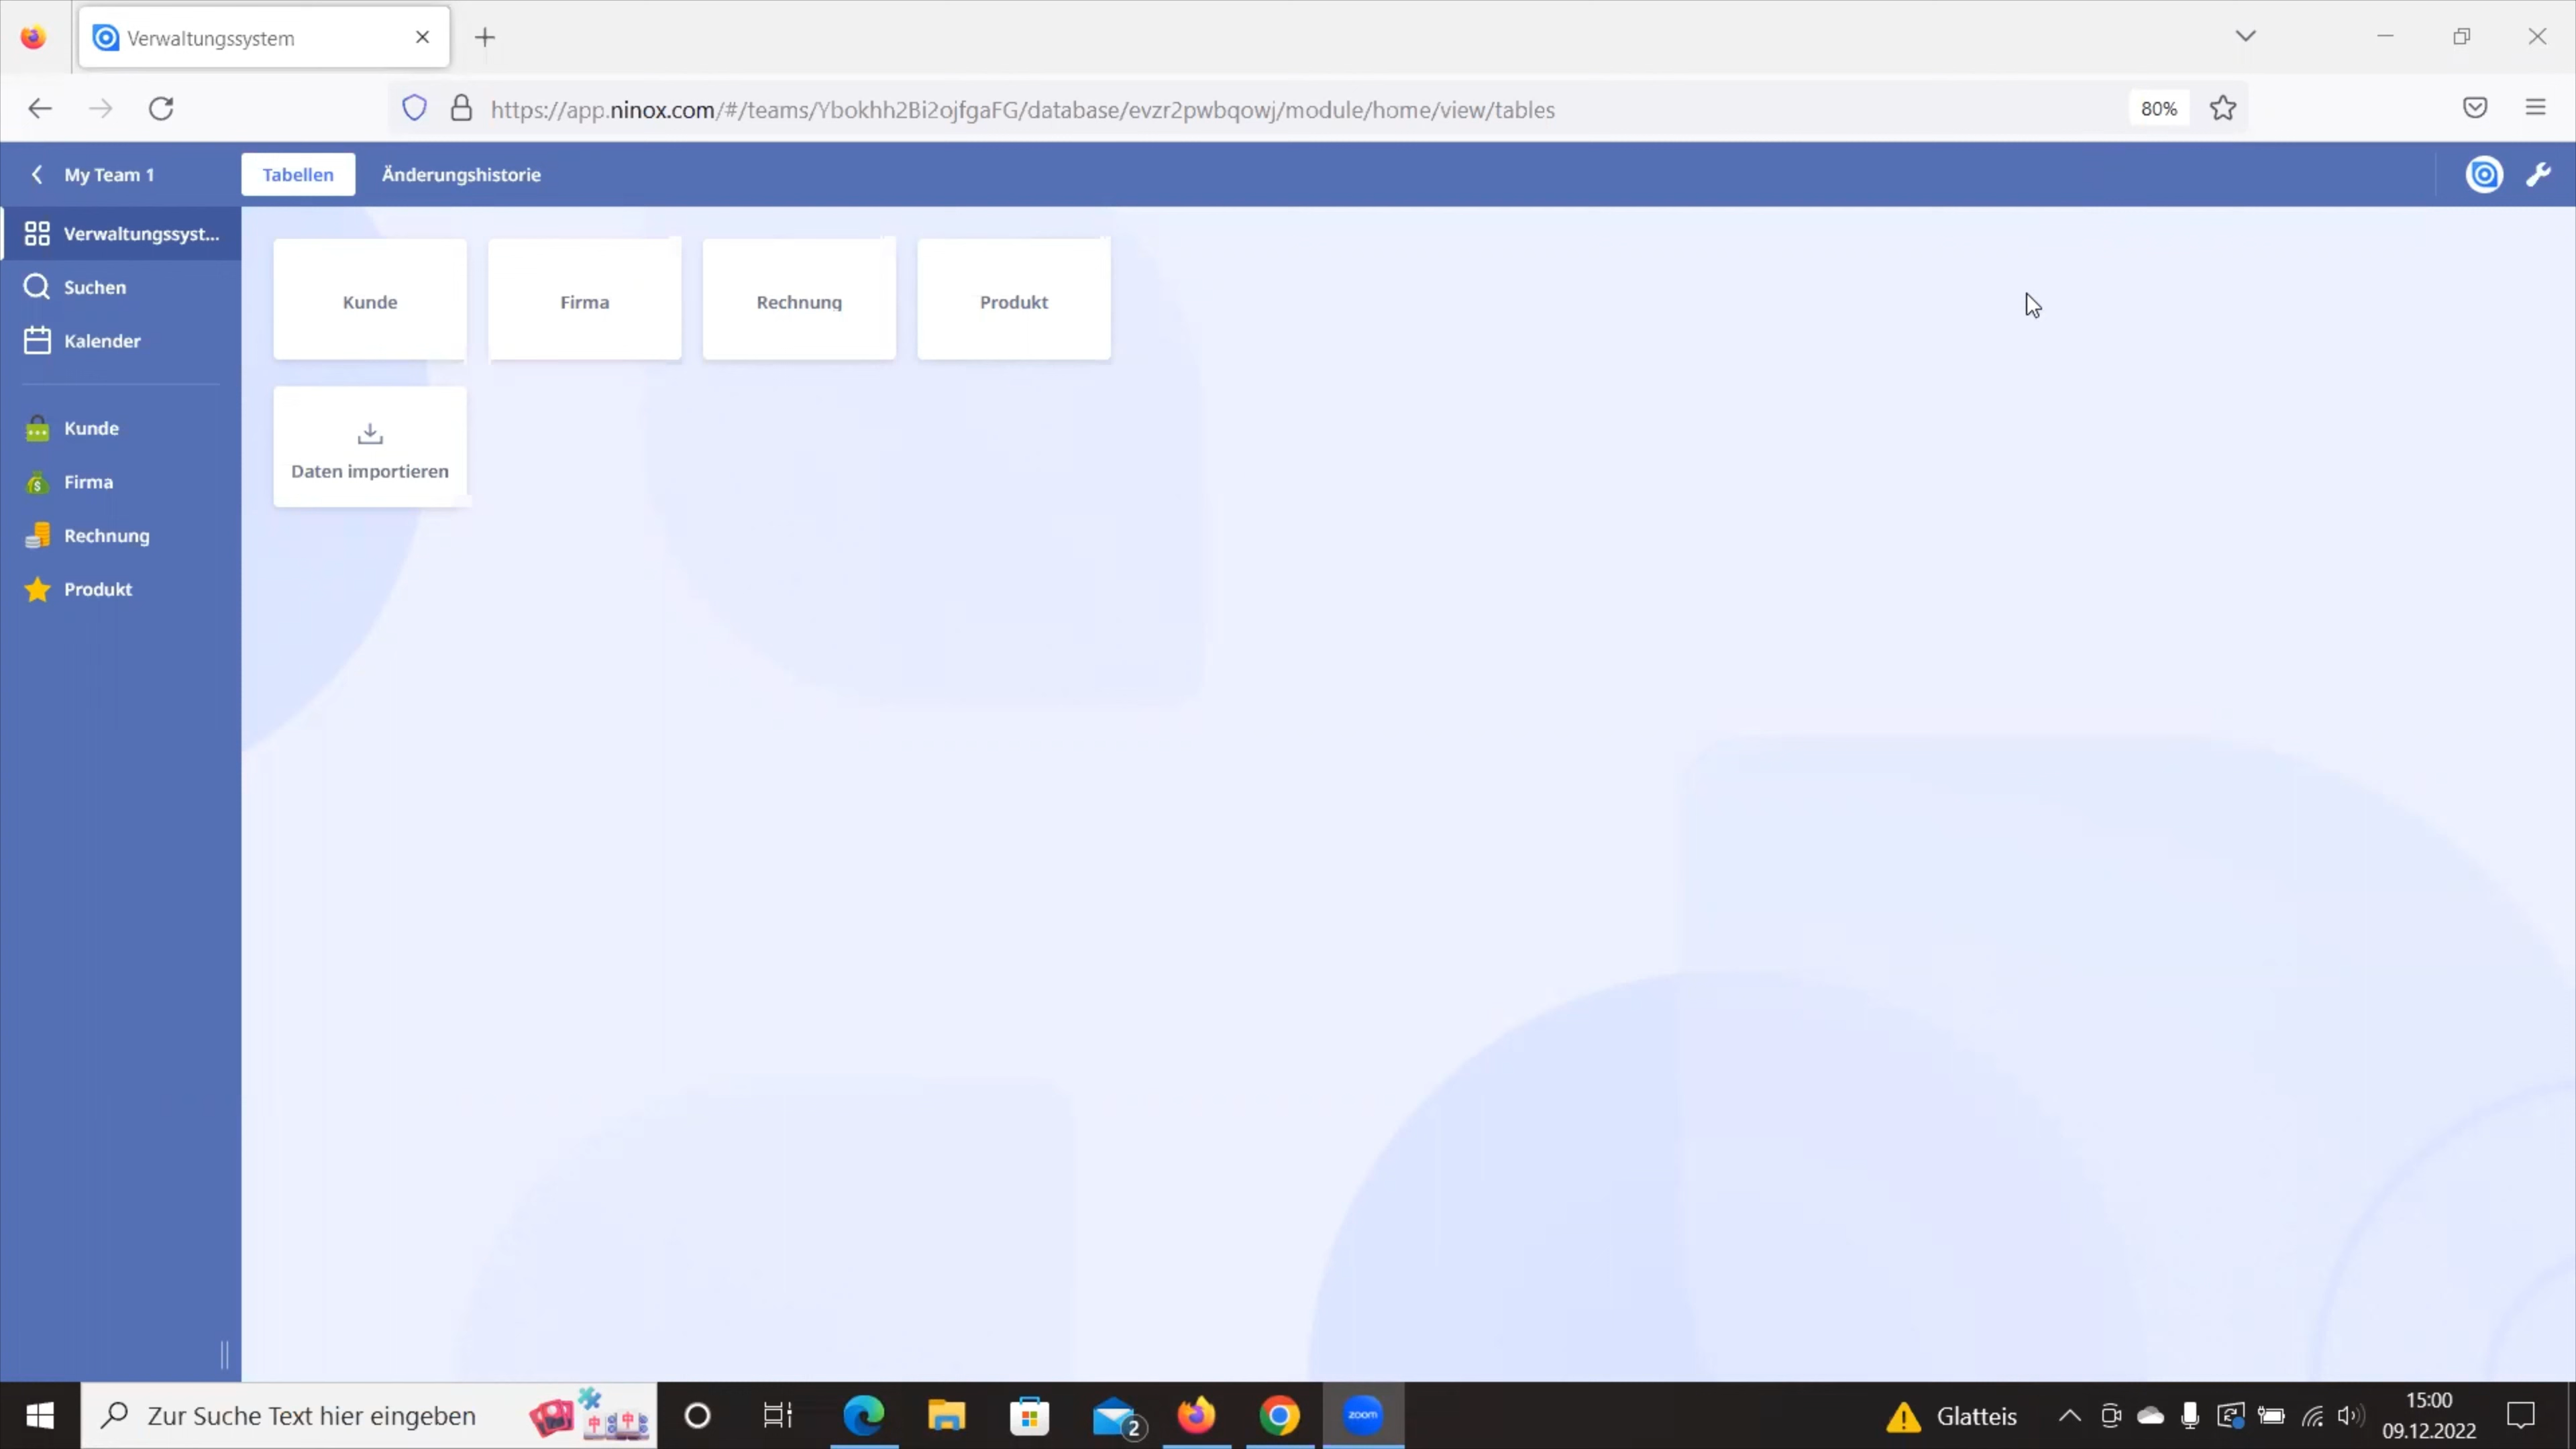 Verwaltungssystem
https://app.ninox.com/#/teams/Ybokhh2Bi2ojfgaFG/database/evzr2pwbqowj/module/home/view/tables
80%
My Team 1
Tabellen
Änderungshistorie
Verwaltungssyst...
Suchen
Kalender
Kunde
Firma
Rechnung
Produkt
Kunde
Firma
Rechnung
Produkt
Daten importieren
Zur Suche Text hier eingeben
2
zoom
Glatteis
15:00
09.12.2022